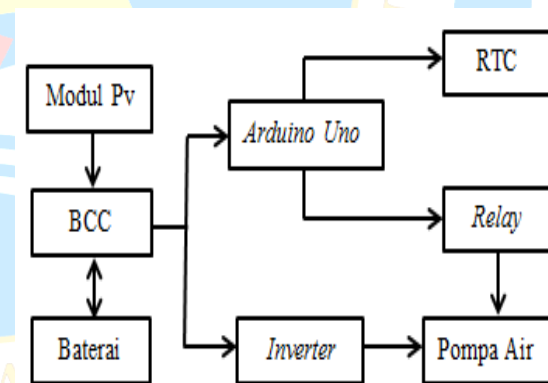 RTC
Modul Pv
Arduino Uno
BCC
Relay
Baterai
Inverter
Pompa Air